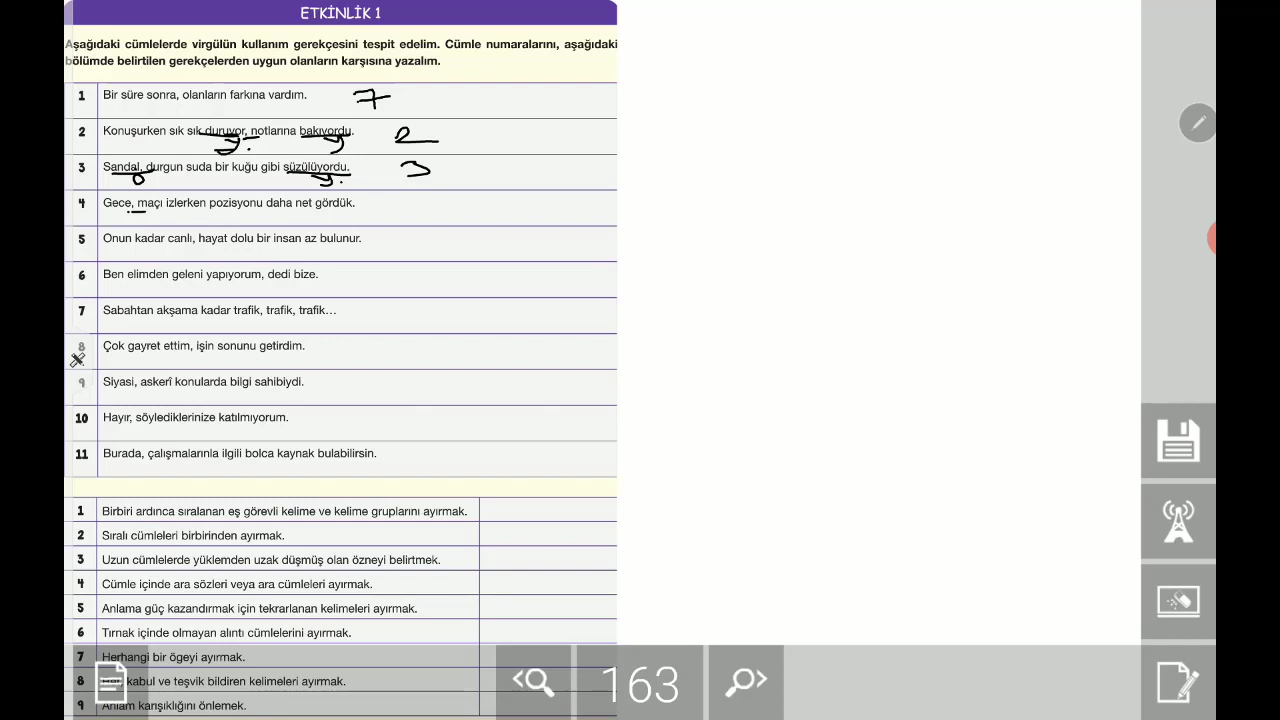 ETKİNLİK 1
Aşağıdaki cümlelerde virgülün kullanım gerekçesini tespit edelim. Cümle numaralarını, aşağıdaki
bölümde belirtilen gerekçelerden uygun olanların karşısına yazalım.
1 Bir süre sonra, olanların farkına vardım. 7
2 Konuşurken sık sık duruyor, notlarına bakıyordu. 2
y. y
3 Sandal, durgun suda bir kuğu gibi süzülüyordu. 3
ö y.
4 Gece, maçı izlerken pozisyonu daha net gördük.
5 Onun kadar canlı, hayat dolu bir insan az bulunur.
6 Ben elimden geleni yapıyorum, dedi bize.
7 Sabahtan akşama kadar trafik, trafik, trafik…
8 Çok gayret ettim, işin sonunu getirdim.
9 Siyasi, askerî konularda bilgi sahibiydi.
10 Hayır, söylediklerinize katılmıyorum.
11 Burada, çalışmalarınla ilgili bolca kaynak bulabilirsin.
1 Birbiri ardınca sıralanan eş görevli kelime ve kelime gruplarını ayırmak.
2 Sıralı cümleleri birbirinden ayırmak.
3 Uzun cümlelerde yüklemden uzak düşmüş olan özneyi belirtmek.
4 Cümle içinde ara sözleri veya ara cümleleri ayırmak.
5 Anlama güç kazandırmak için tekrarlanan kelimeleri ayırmak.
6 Tırnak içinde olmayan alıntı cümlelerini ayırmak.
7 Herhangi bir ögeyi ayırmak.
8 kabul ve teşvik bildiren kelimeleri ayırmak.
9 Anlam karışıklığını önlemek.
163